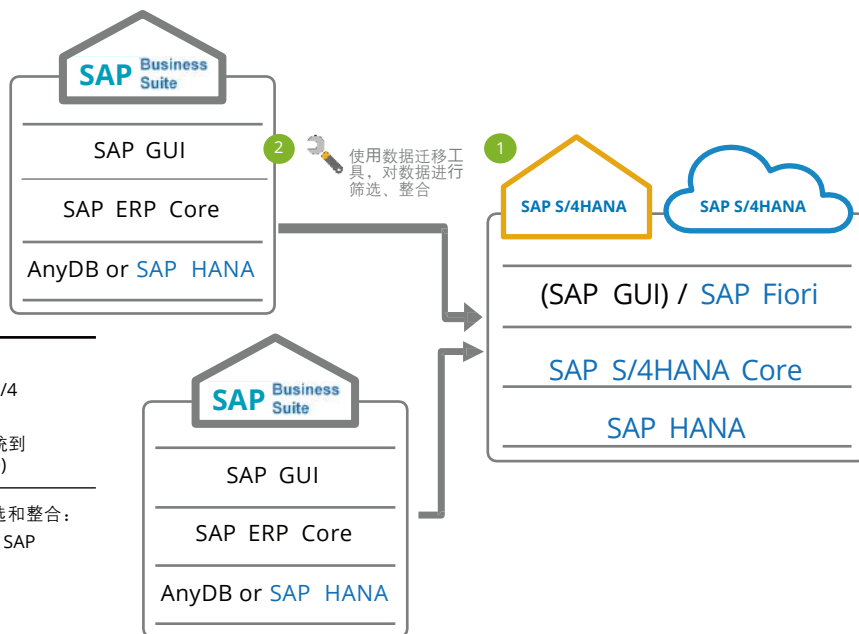 SAP Business
Suite
SAP GUI
SAP ERP Core
AnyDB or SAP HANA
2
使用数据迁移工
具，对数据进行
筛选、整合
1
SAP S/4HANA
SAP S/4HANA
(SAP GUI) / SAP Fiori
SAP S/4HANA Core
SAP HANA
/4
统到
)
选和整合：
SAP
SAP Business
Suite
SAP GUI
SAP ERP Core
AnyDB or SAP HANA